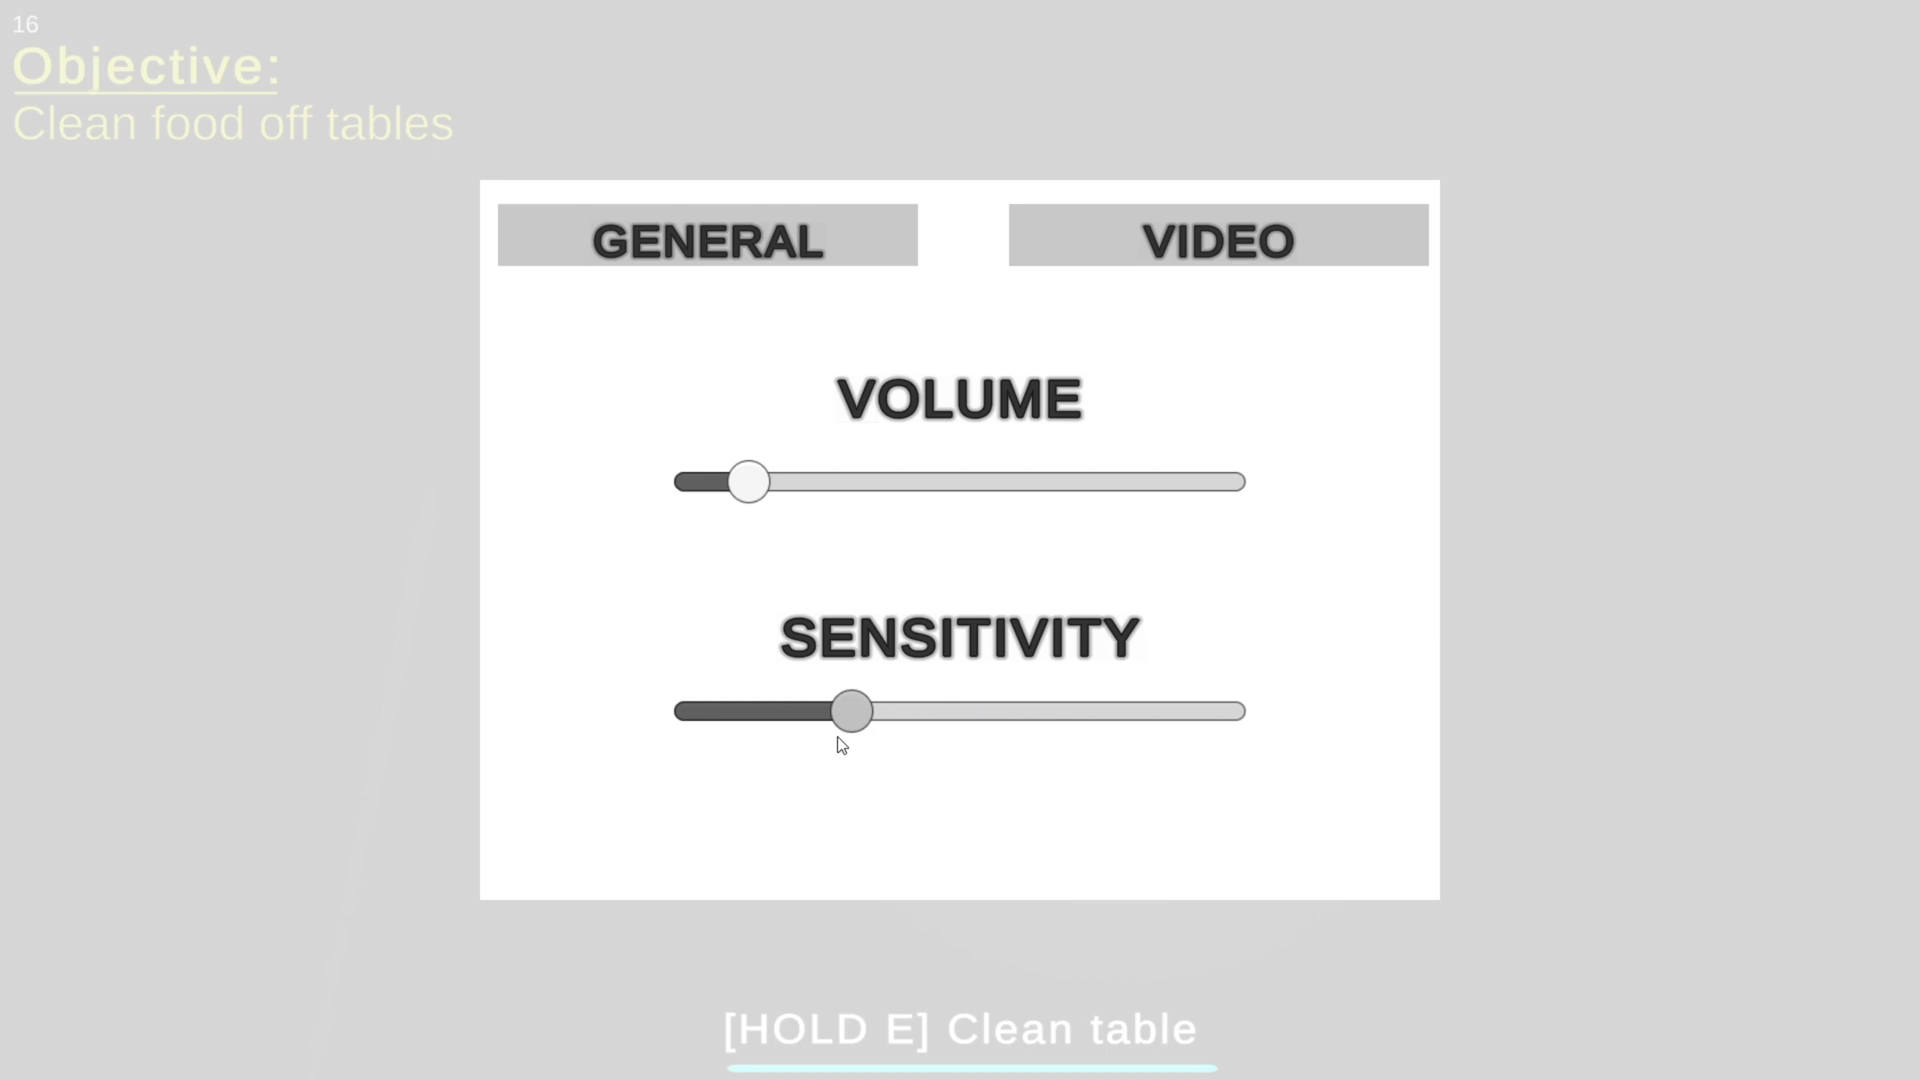 16
Objective:
Clean food off tables
GENERAL
VIDEO
VOLUME
SENSITIVITY
[HOLD E] Clean table